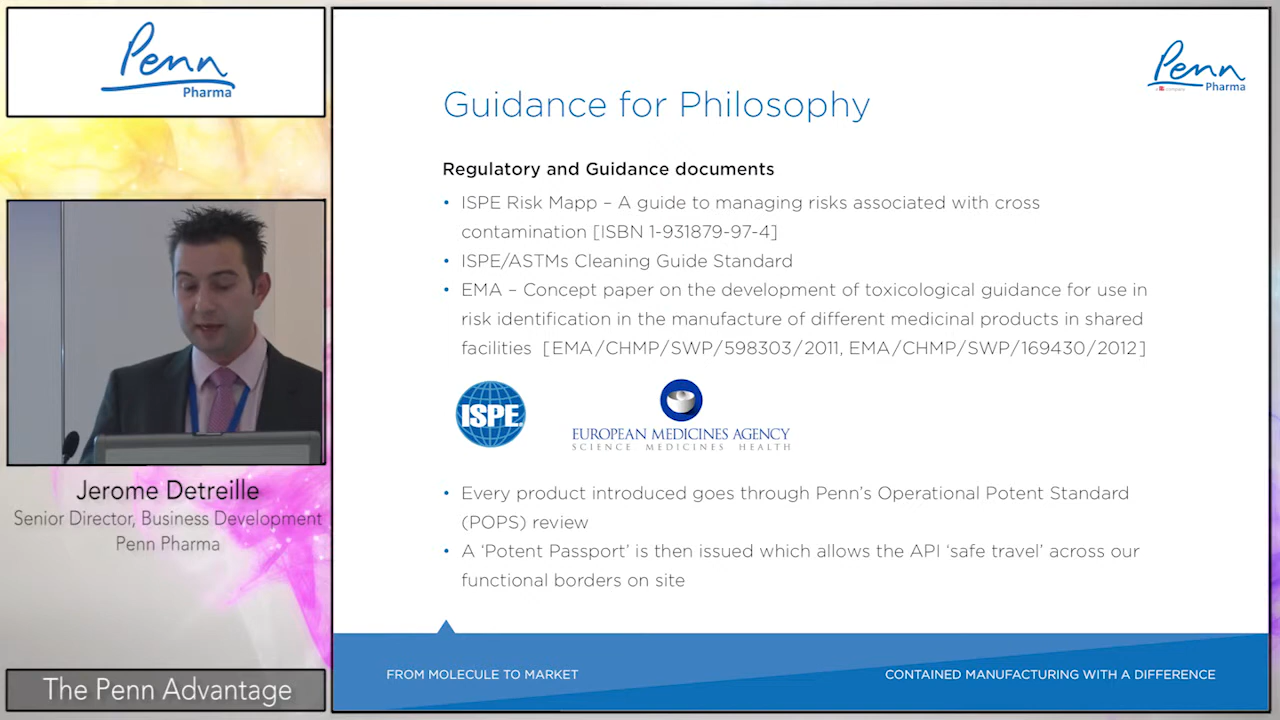 Penn
Pharma
Jerome Detreille
Senior Director, Business Development
Penn Pharma
The Penn Advantage
Penn
Pharma
Guidance for Philosophy
Regulatory and Guidance documents
• ISPE Risk Mapp – A guide to managing risks associated with cross
contamination [ISBN 1-931879-97-4]
• ISPE/ASTMs Cleaning Guide Standard
• EMA – Concept paper on the development of toxicological guidance for use in
risk identification in the manufacture of different medicinal products in shared
facilities [EMA/CHMP/SWP/598303/2011, EMA/CHMP/SWP/169430/2012]
ISPE
EUROPEAN MEDICINES AGENCY
SCIENCE MEDICINES HEALTH
• Every product introduced goes through Penn's Operational Potent Standard
(POPS) review
• A 'Potent Passport' is then issued which allows the API 'safe travel' across our
functional borders on site
FROM MOLECULE TO MARKET
CONTAINED MANUFACTURING WITH A DIFFERENCE